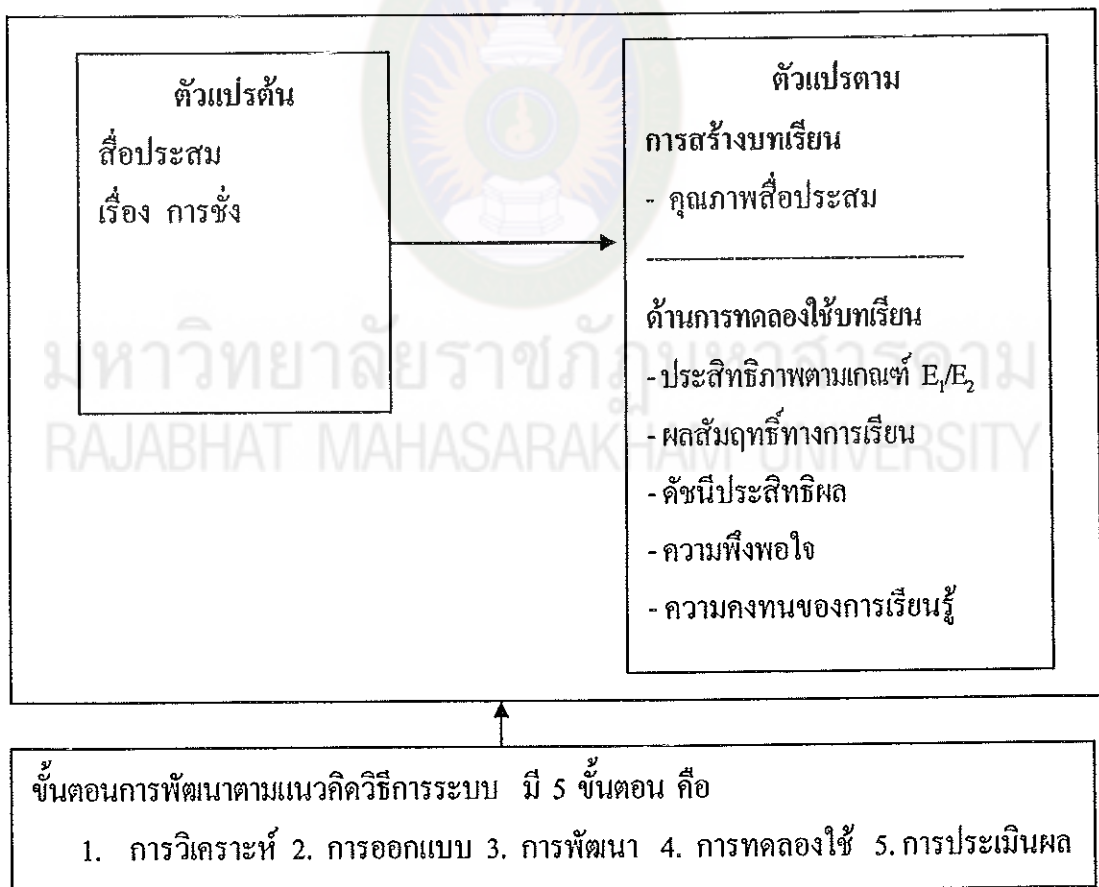 ตัวแปรต้น
สื่อประสม
เรื่อง การชั่ง
ตัวแปรตาม
การสร้างบทเรียน
- คุณภาพสื่อประสม
ด้านการทดลองใช้บทเรียน
- ประสิทธิภาพตามเกณฑ์ E₁/E₂
- ผลสัมฤทธิ์ทางการเรียน
- ดัชนีประสิทธิผล
- ความพึงพอใจ
- ความคงทนของการเรียนรู้
มหาวิทยาลัยราชภัฏมหาสารคาม
RAJABHAT MAHASARAKHAM UNIVERSITY
ขั้นตอนการพัฒนาตามแนวคิดวิธีการระบบ มี 5 ขั้นตอน คือ
1. การวิเคราะห์ 2. การออกแบบ 3. การพัฒนา 4. การทดลองใช้ 5. การประเมินผล